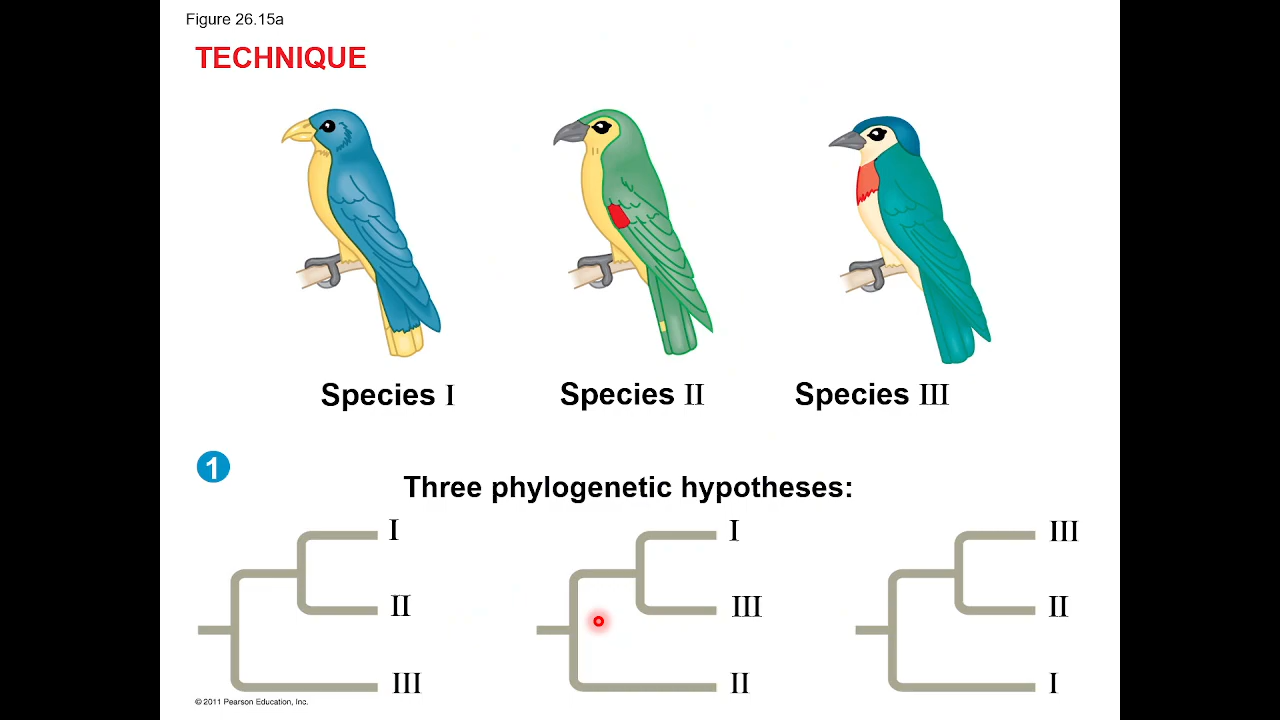 Figure 26.15a
TECHNIQUE
Species I
Species II
Species III
1
Three phylogenetic hypotheses:
I
II
III
I
III
II
III
II
I
© 2011 Pearson Education, Inc.